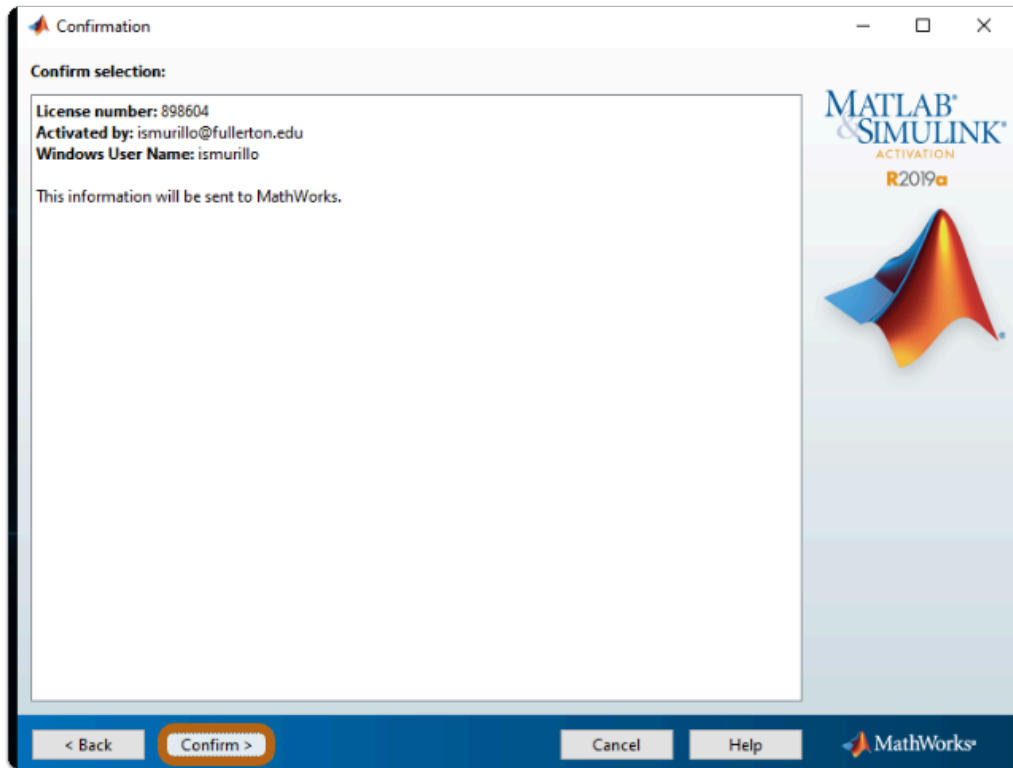 Confirmation
Confirm selection:
License number: 898604
Activated by: ismurillo@fullerton.edu
Windows User Name: ismurillo
This information will be sent to MathWorks.
MATLAB®
&SIMULINK®
ACTIVATION
R2019a
< Back
Confirm >
Cancel
Help
MathWorks®